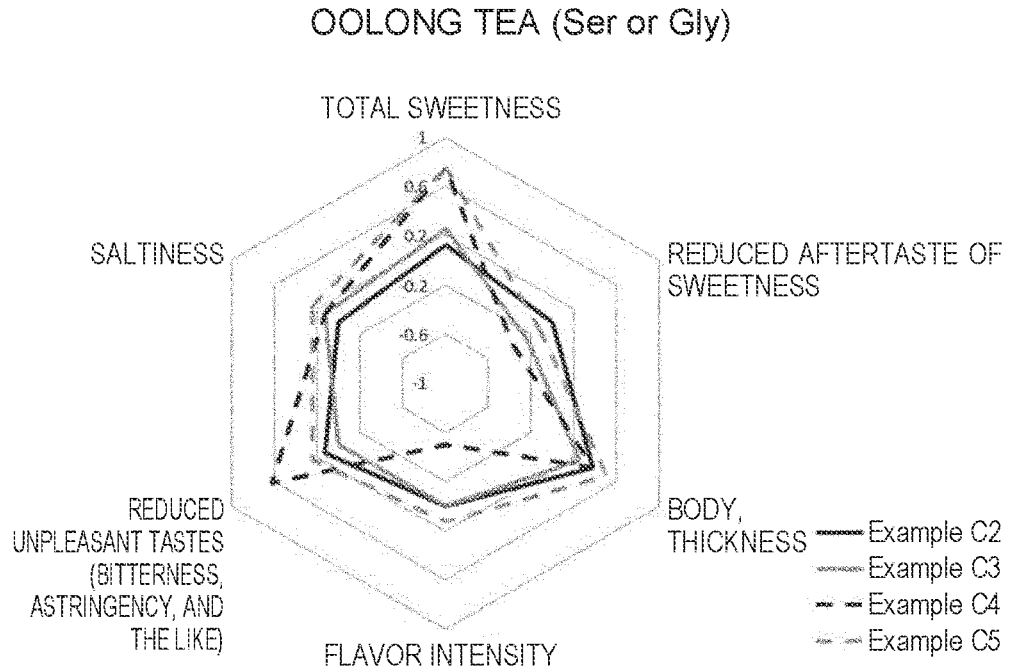 OOLONG TEA (Ser or Gly)
TOTAL SWEETNESS
1
0.6
0.2
0.2
-0.6
-1
SALTINESS
REDUCED AFTERTASTE OF
SWEETNESS
REDUCED
UNPLEASANT TASTES
(BITTERNESS,
ASTRINGENCY, AND
THE LIKE)
BODY,
THICKNESS
FLAVOR INTENSITY
Example C2
Example C3
Example C4
Example C5